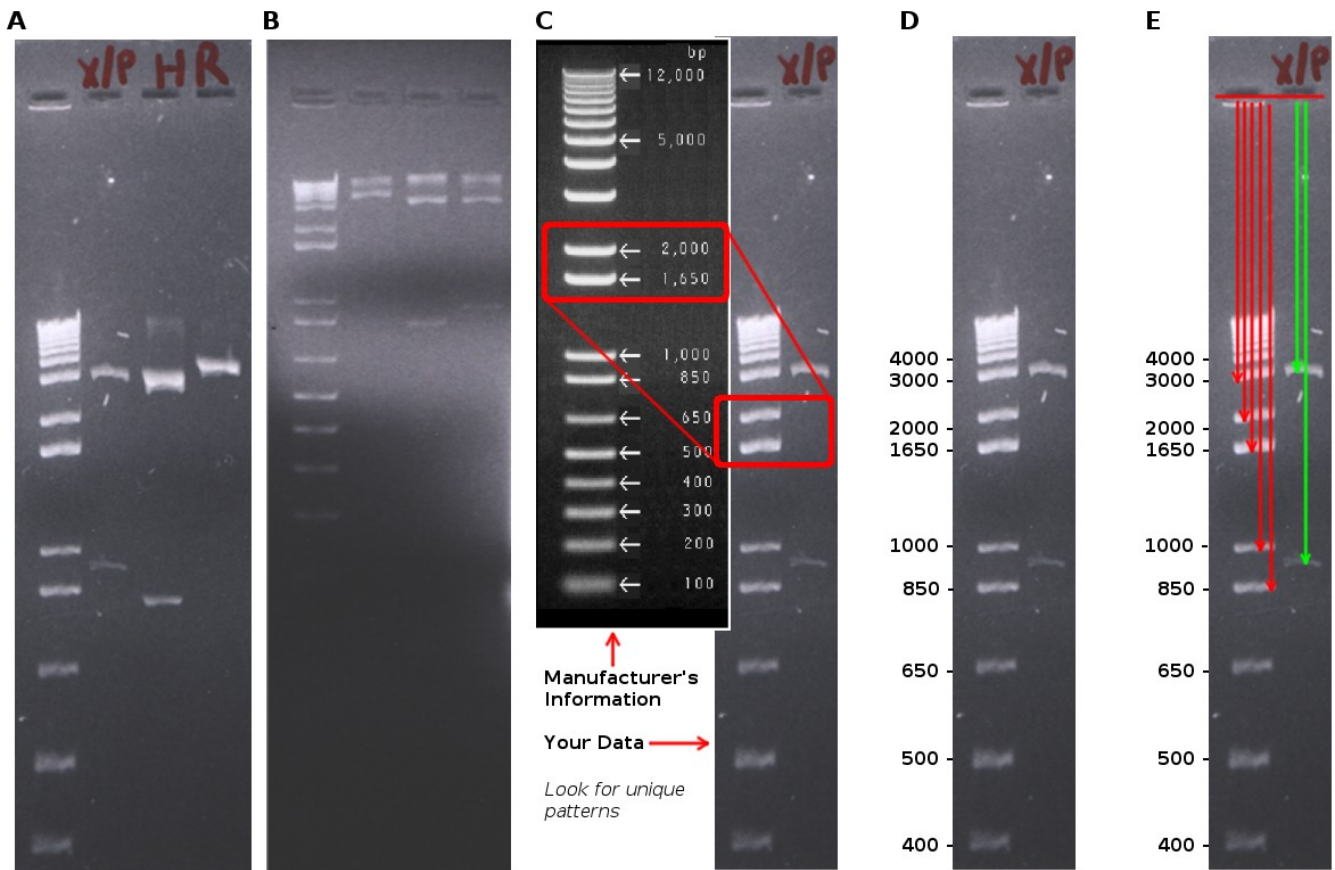 A
B
C
D
E
X/P H R
bp
12,000
5,000
2,000
1,650
1,000
850
650
500
400
300
200
100
X/P
Manufacturer's
Information
Your Data
Look for unique
patterns
X/P
4000
3000
2000
1650
1000
850
650
500
400
X/P
4000
3000
2000
1650
1000
850
650
500
400